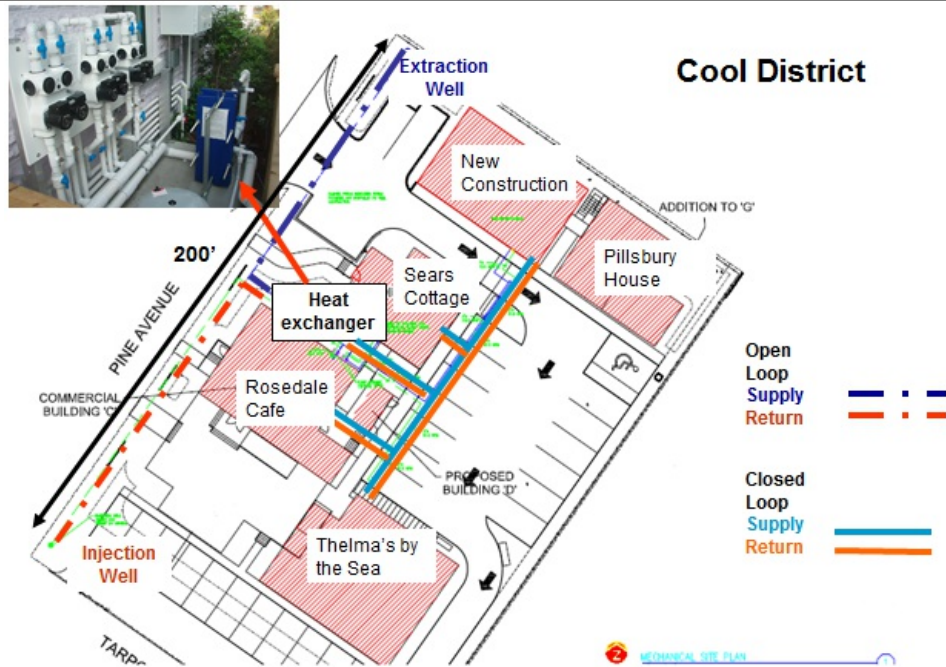 Cool District
Extraction
Well
New
Construction
ADDITION TO 'G'
Pillsbury
House
200'
Sears
Cottage
Heat
exchanger
PINE AVENUE
COMMERCIAL
BUILDING 'C'
Rosedale
Cafe
PROPOSED
BUILDING 'D'
Thelma's by
the Sea
Injection
Well
Open
Loop
Supply
Return
Closed
Loop
Supply
Return
Z
MECHANICAL SITE PLAN
1